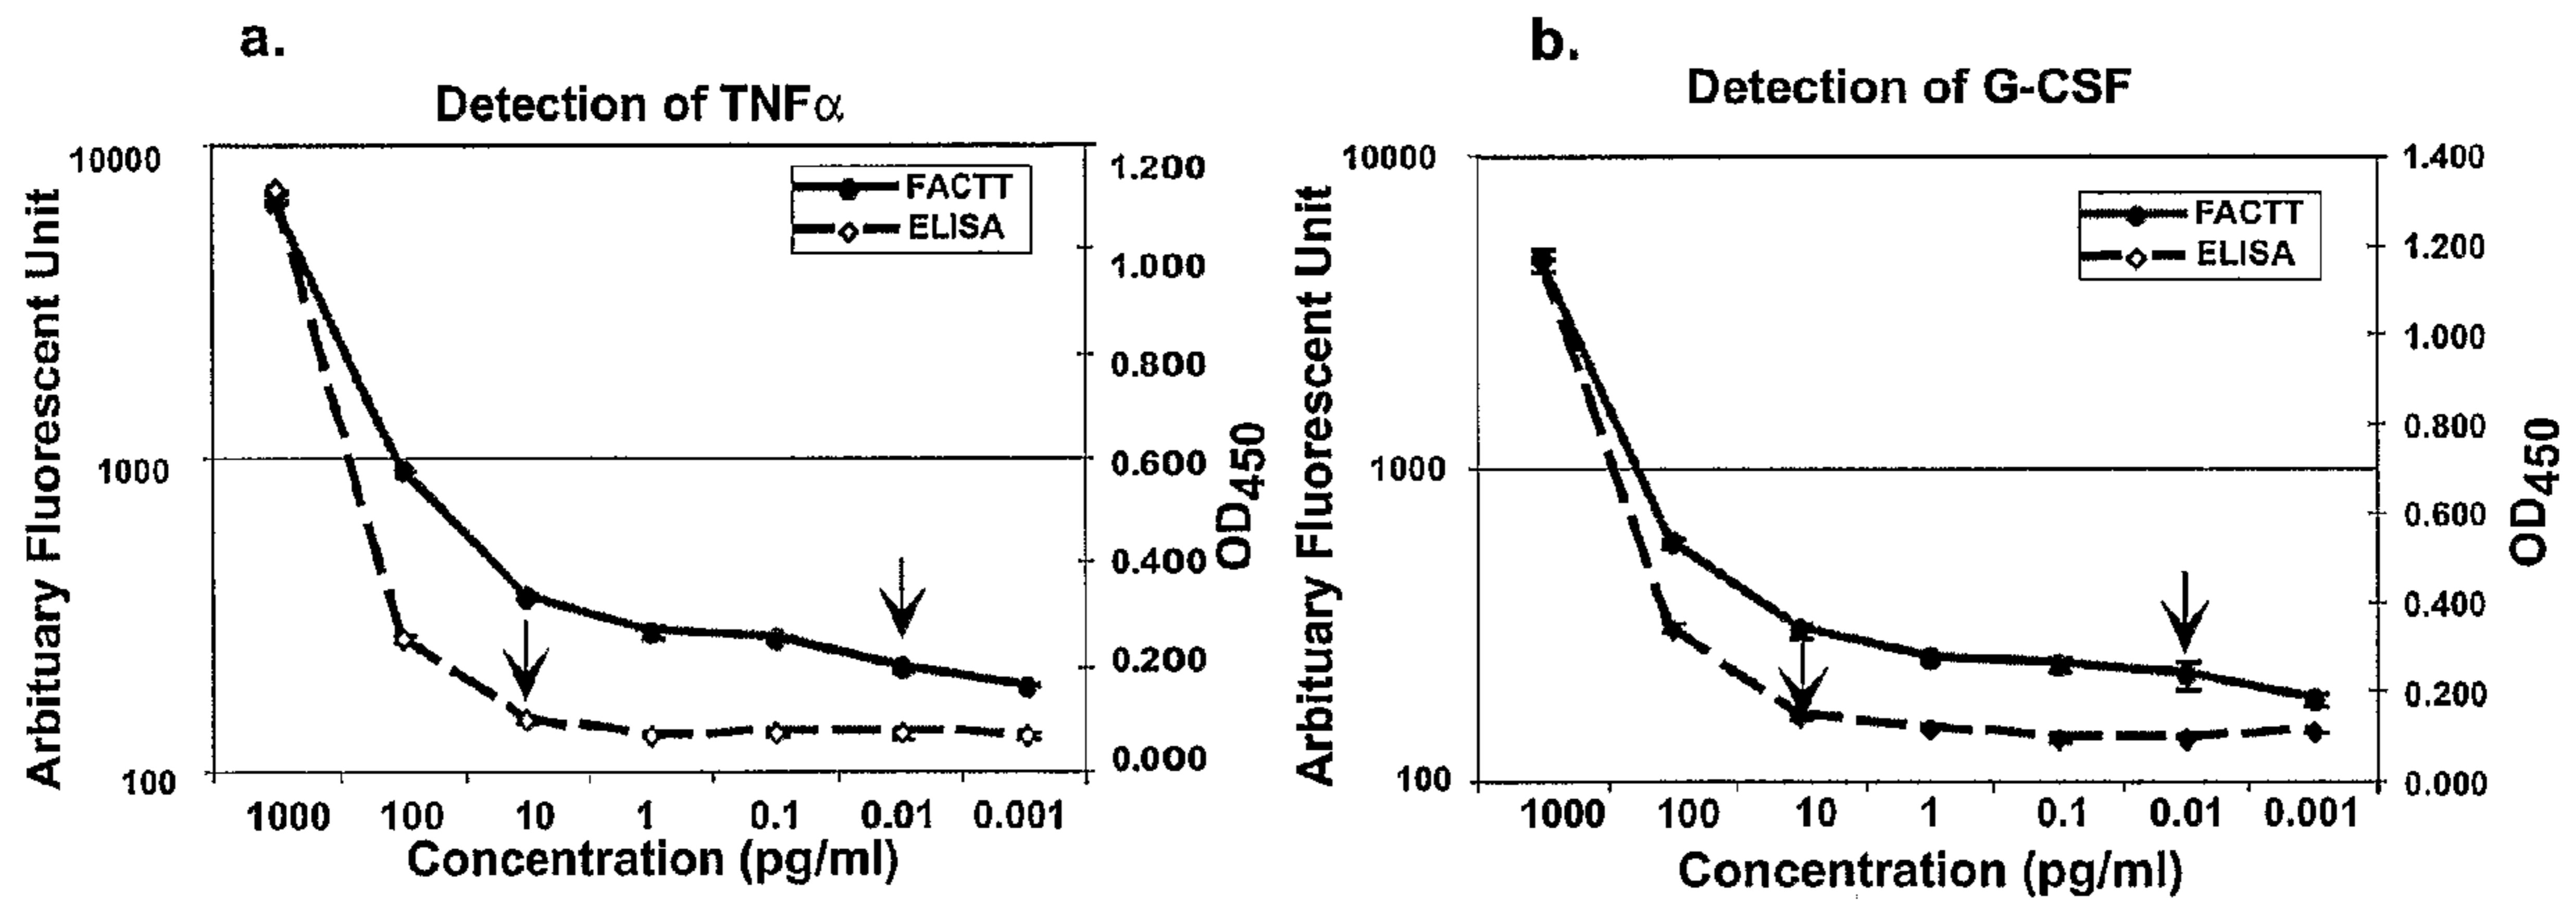 a.
Detection of TNFα
Arbituary Fluorescent Unit
10000
1000
100
FACTT
ELISA
1.200
1.000
0.800
0.600
0.400
0.200
0.000
OD450
1000 100 10 1 0.1 0.01 0.001
Concentration (pg/ml)
b.
Detection of G-CSF
Arbituary Fluorescent Unit
10000
1000
100
FACTT
ELISA
1.400
1.200
1.000
0.800
0.600
0.400
0.200
0.000
OD450
1000 100 10 1 0.1 0.01 0.001
Concentration (pg/ml)